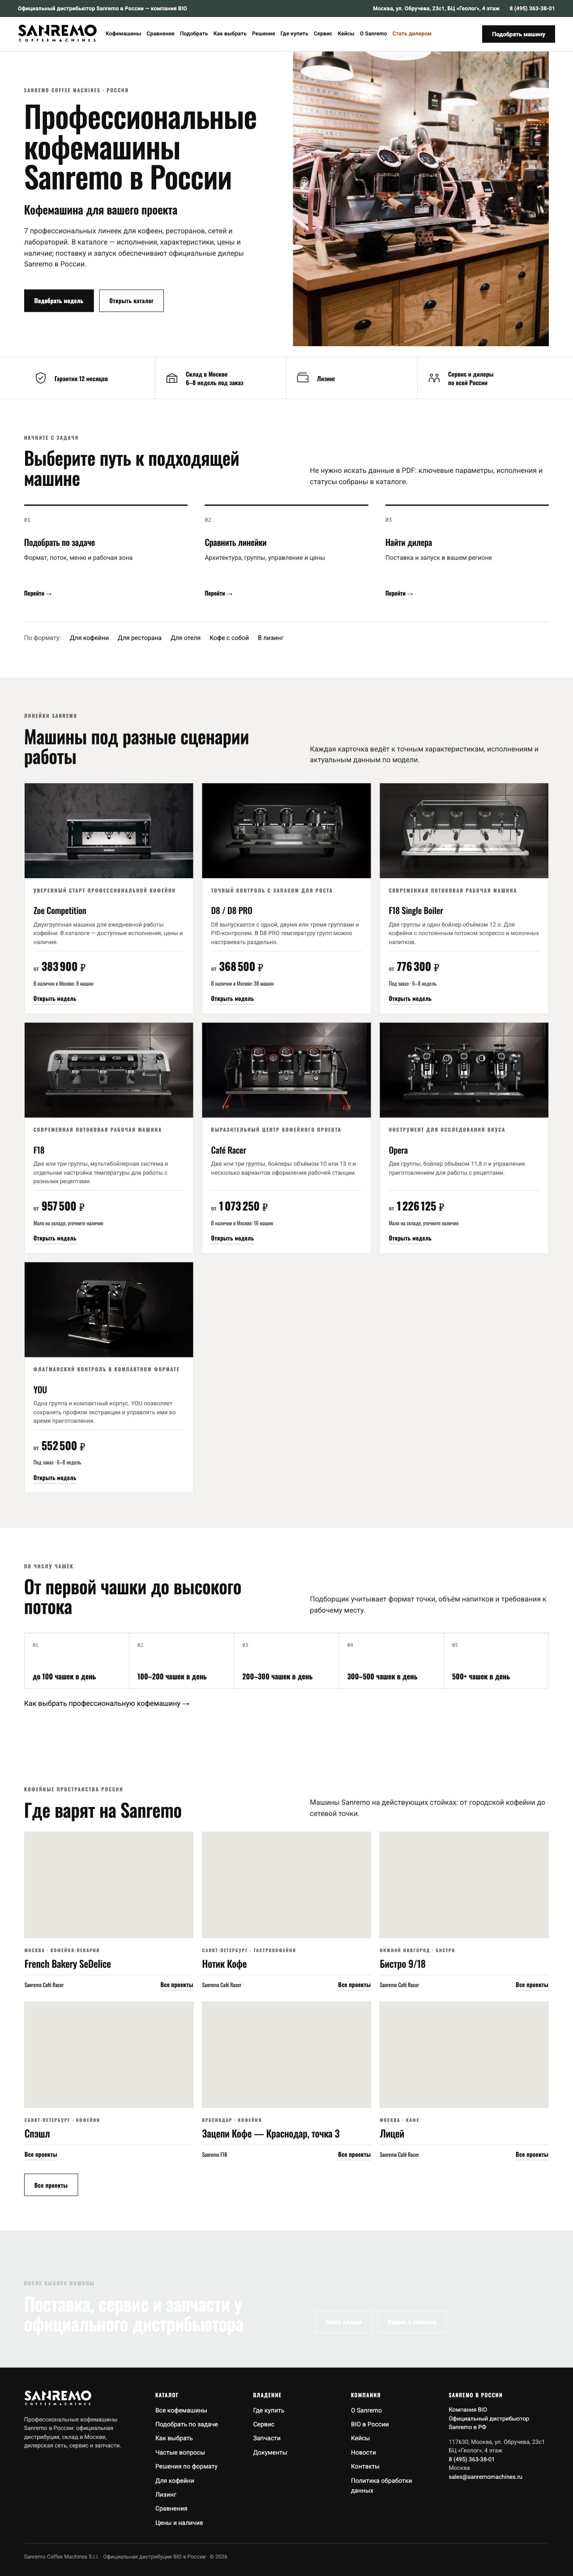 Официальный дистрибьютор Sanremo в России — компания BIO
Москва, ул. Обручева, 23с1, БЦ «Геолог», 4 этаж
8 (495) 363-38-01
SANREMO
COFFEEMACHINES
Кофемашины Сравнение Подобрать Как выбрать Решения Где купить Сервис Кейсы О Sanremo Стать дилером
Подобрать машину
SANREMO COFFEE MACHINES · РОССИЯ
Профессиональные
кофемашины
Sanremo в России
Кофемашина для вашего проекта
7 профессиональных линеек для кофеен, ресторанов, сетей и
лабораторий. В каталоге — исполнения, характеристики, цены и
наличие; поставку и запуск обеспечивают официальные дилеры
Sanremo в России.
Подобрать модель
Открыть каталог
Гарантия 12 месяцев
Склад в Москве
6–8 недель под заказ
Лизинг
Сервис и дилеры
по всей России
НАЧНИТЕ С ЗАДАЧИ
Выберите путь к подходящей
машине
Не нужно искать данные в PDF: ключевые параметры, исполнения и
статусы собраны в каталоге.
01
Подобрать по задаче
Формат, поток, меню и рабочая зона
Перейти →
02
Сравнить линейки
Архитектура, группы, управление и цены
Перейти →
03
Найти дилера
Поставка и запуск в вашем регионе
Перейти →
По формату: Для кофейни Для ресторана Для отеля Кофе с собой В лизинг
ЛИНЕЙКИ SANREMO
Машины под разные сценарии
работы
Каждая карточка ведёт к точным характеристикам, исполнениям и
актуальным данным по модели.
УВЕРЕННЫЙ СТАРТ ПРОФЕССИОНАЛЬНОЙ КОФЕЙНИ
Zoe Competition
Двухгруппная машина для ежедневной работы
кофейни. В каталоге — доступные исполнения, цены и
наличие.
от 383 900 ₽
В наличии в Москве: 8 машин
Открыть модель
ТОЧНЫЙ КОНТРОЛЬ С ЗАПАСОМ ДЛЯ РОСТА
D8 / D8 PRO
D8 выпускается с одной, двумя или тремя группами и
PID-контролем. В D8 PRO температуру групп можно
настраивать раздельно.
от 368 500 ₽
В наличии в Москве: 38 машин
Открыть модель
СОВРЕМЕННАЯ ПОТОКОВАЯ РАБОЧАЯ МАШИНА
F18 Single Boiler
Две группы и один бойлер объёмом 12 л. Для
кофейни с постоянным потоком эспрессо и молочных
напитков.
от 776 300 ₽
Под заказ · 6–8 недель
Открыть модель
СОВРЕМЕННАЯ ПОТОКОВАЯ РАБОЧАЯ МАШИНА
F18
Две или три группы, мультибойлерная система и
отдельная настройка температуры для работы с
разными рецептами.
от 957 500 ₽
Мало на складе, уточните наличие
Открыть модель
ВЫРАЗИТЕЛЬНЫЙ ЦЕНТР КОФЕЙНОГО ПРОЕКТА
Café Racer
Две или три группы, бойлеры объёмом 10 или 13 л и
несколько вариантов оформления рабочей станции.
от 1 073 250 ₽
В наличии в Москве: 16 машин
Открыть модель
ИНСТРУМЕНТ ДЛЯ ИССЛЕДОВАНИЯ ВКУСА
Opera
Две группы, бойлер объёмом 11,8 л и управление
приготовлением для работы с рецептами.
от 1 226 125 ₽
Мало на складе, уточните наличие
Открыть модель
ФЛАГМАНСКИЙ КОНТРОЛЬ В КОМПАКТНОМ ФОРМАТЕ
YOU
Одна группа и компактный корпус. YOU позволяет
сохранять профили экстракции и управлять ими во
время приготовления.
от 552 500 ₽
Под заказ · 6–8 недель
Открыть модель
ПО ЧИСЛУ ЧАШЕК
От первой чашки до высокого
потока
Подборщик учитывает формат точки, объём напитков и требования к
рабочему месту.
01
до 100 чашек в день
02
100–200 чашек в день
03
200–300 чашек в день
04
300–500 чашек в день
05
500+ чашек в день
Как выбрать профессиональную кофемашину →
КОФЕЙНЫЕ ПРОСТРАНСТВА РОССИИ
Где варят на Sanremo
Машины Sanremo на действующих стойках: от городской кофейни до
сетевой точки.
МОСКВА · КОФЕЙНЯ-ПЕКАРНЯ
French Bakery SeDelice
Sanremo Café Racer
Все проекты
САНКТ-ПЕТЕРБУРГ · ГАСТРОКОФЕЙНЯ
Нотик Кофе
Sanremo Café Racer
Все проекты
НИЖНИЙ НОВГОРОД · БИСТРО
Бистро 9/18
Sanremo Café Racer
Все проекты
САНКТ-ПЕТЕРБУРГ · КОФЕЙНЯ
Спэшл
Все проекты
КРАСНОДАР · КОФЕЙНЯ
Зацепи Кофе — Краснодар, точка 3
Sanremo F18
Все проекты
МОСКВА · КАФЕ
Лицей
Sanremo Café Racer
Все проекты
Все проекты
ПОСЛЕ ВЫБОРА МАШИНЫ
Поставка, сервис и запчасти у
официального дистрибьютора
Найти дилера
Сервис и запчасти
SANREMO
COFFEEMACHINES
Профессиональные кофемашины
Sanremo в России: официальная
дистрибуция, склад в Москве,
дилерская сеть, сервис и запчасти.
КАТАЛОГ
Все кофемашины
Подобрать по задаче
Как выбрать
Частые вопросы
Решения по формату
Для кофейни
Лизинг
Сравнения
Цены и наличие
ВЛАДЕНИЕ
Где купить
Сервис
Запчасти
Документы
КОМПАНИЯ
О Sanremo
BIO в России
Кейсы
Новости
Контакты
Политика обработки
данных
SANREMO В РОССИИ
Компания BIO
Официальный дистрибьютор
Sanremo в РФ
117630, Москва, ул. Обручева, 23с1
БЦ «Геолог», 4 этаж
8 (495) 363-38-01
Москва
sales@sanremomachines.ru
Sanremo Coffee Machines S.r.l. · Официальная дистрибуция BIO в России · © 2026